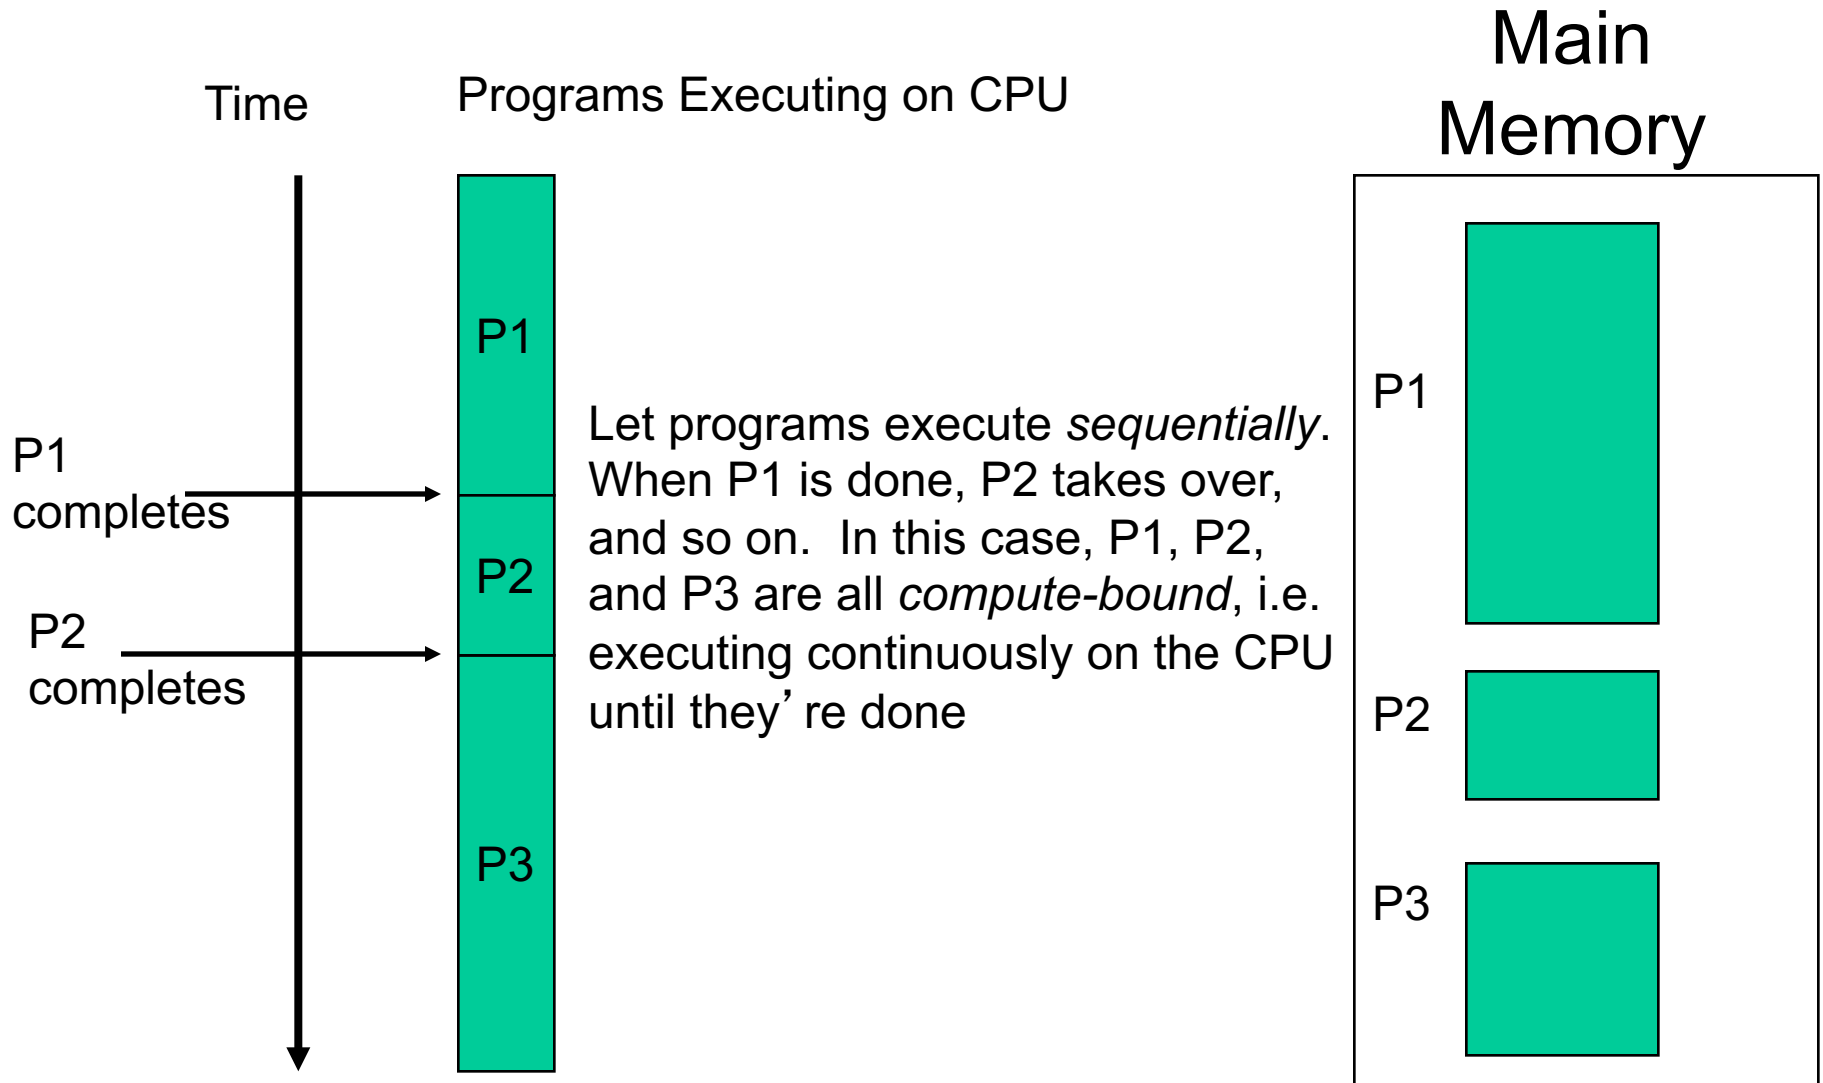 Main
Memory
Time
Programs Executing on CPU
P1
P1
completes
P2
P2
completes
P3
Let programs execute sequentially.
When P1 is done, P2 takes over,
and so on.  In this case, P1, P2,
and P3 are all compute-bound, i.e.
executing continuously on the CPU
until they’ re done
P1
P2
P3